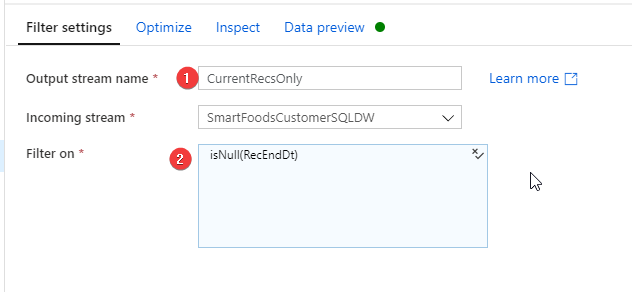 Filter settings Optimize Inspect Data preview
Output stream name * 1 CurrentRecsOnly Learn more
Incoming stream * SmartFoodsCustomerSQLDW
Filter on * 2 isNull(RecEndDt)